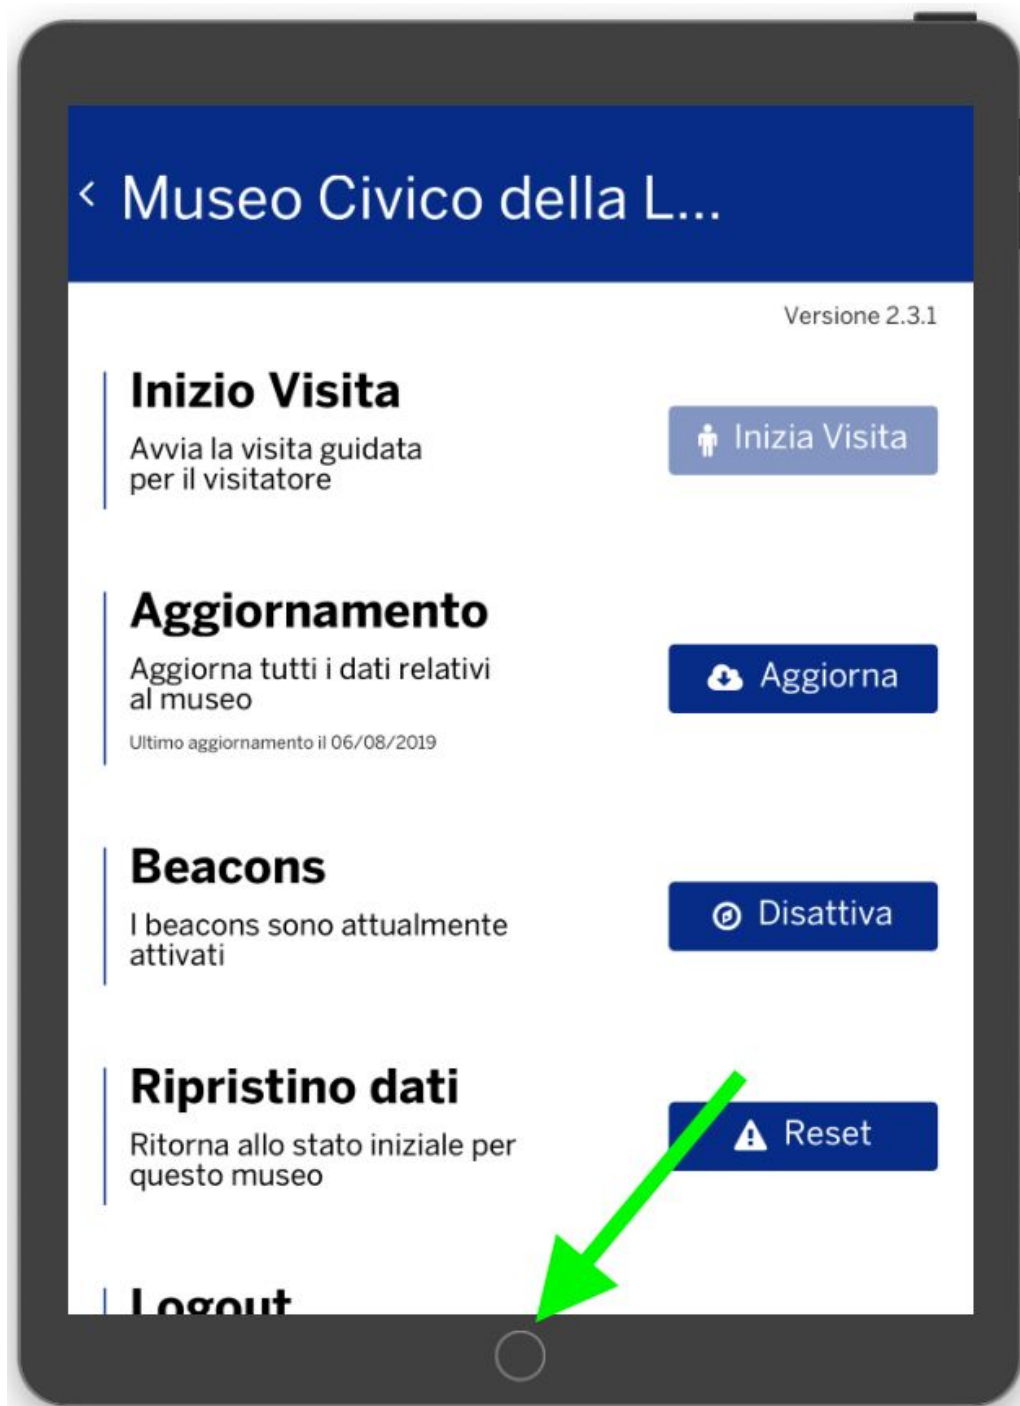 < Museo Civico della L...
Versione 2.3.1
Inizio Visita
Avvia la visita guidata
per il visitatore
Inizia Visita
Aggiornamento
Aggiorna tutti i dati relativi
al museo
Ultimo aggiornamento il 06/08/2019
Aggiorna
Beacons
I beacons sono attualmente
attivati
Disattiva
Ripristino dati
Ritorna allo stato iniziale per
questo museo
Reset
Logout